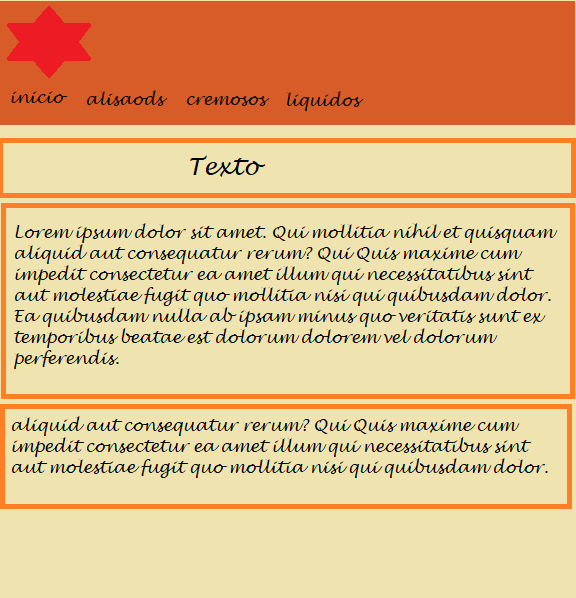 inicio alisaods cremosos liquidos
Texto
Lorem ipsum dolor sit amet. Qui mollitia nihil et quisquam
aliquid aut consequatur rerum? Qui Quis maxime cum
impedit consectetur ea amet illum qui necessitatibus sint
aut molestiae fugit quo mollitia nisi qui quibusdam dolor.
Ea quibusdam nulla ab ipsam minus quo veritatis sunt ex
temporibus beatae est dolorum dolorem vel dolorum
perferendis.
aliquid aut consequatur rerum? Qui Quis maxime cum
impedit consectetur ea amet illum qui necessitatibus sint
aut molestiae fugit quo mollitia nisi qui quibusdam dolor.